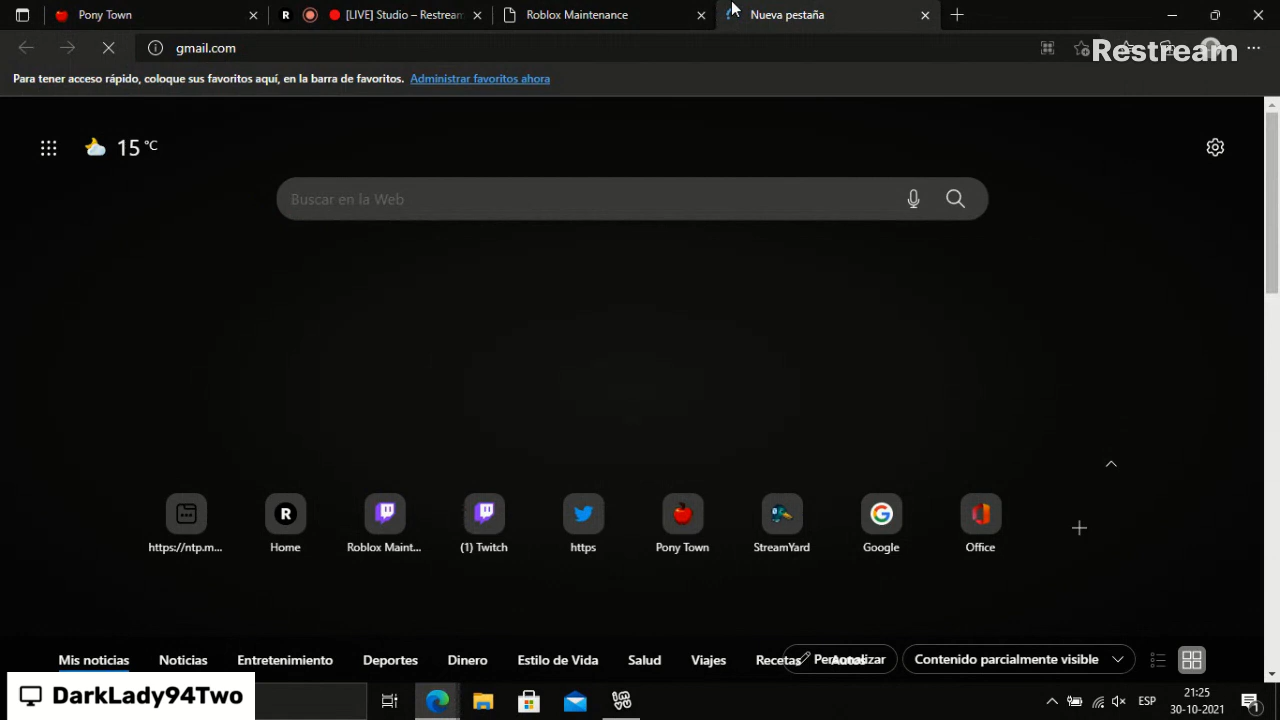 Pony Town
R
[LIVE] Studio – Restream
Roblox Maintenance
Nueva pestaña
gmail.com
Restream
Para tener acceso rápido, coloque sus favoritos aquí, en la barra de favoritos. Administrar favoritos ahora
15 °C
Buscar en la Web
R
G
https://ntp.m...
Home
Roblox Maint...
(1) Twitch
https
Pony Town
StreamYard
Google
Office
Mis noticias
Noticias
Entretenimiento
Deportes
Dinero
Estilo de Vida
Salud
Viajes
Recetas
Autos
Personalizar
Contenido parcialmente visible
DarkLady94Two
ESP
21:25
30-10-2021
1